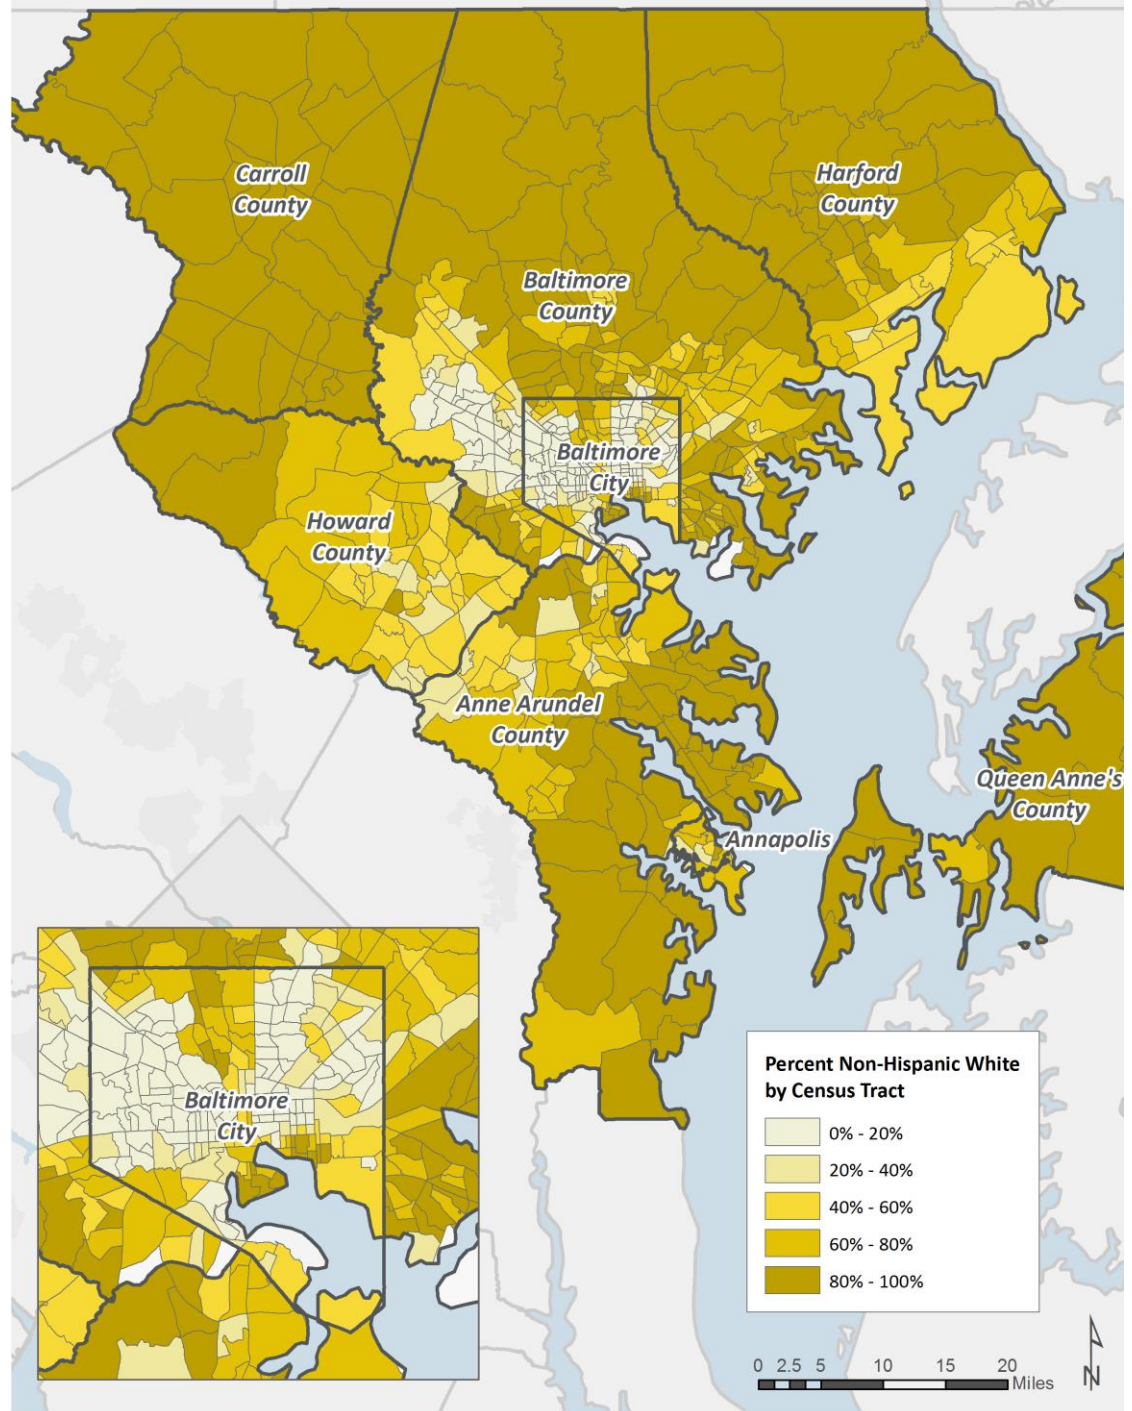 Carroll
County
Harford
County
Baltimore
County
Baltimore
City
Howard
County
Anne Arundel
County
Queen Anne's
County
Annapolis
Baltimore
City
Percent Non-Hispanic White
by Census Tract
0% - 20%
20% - 40%
40% - 60%
60% - 80%
80% - 100%
0 2.5 5 10 15 20
Miles
N